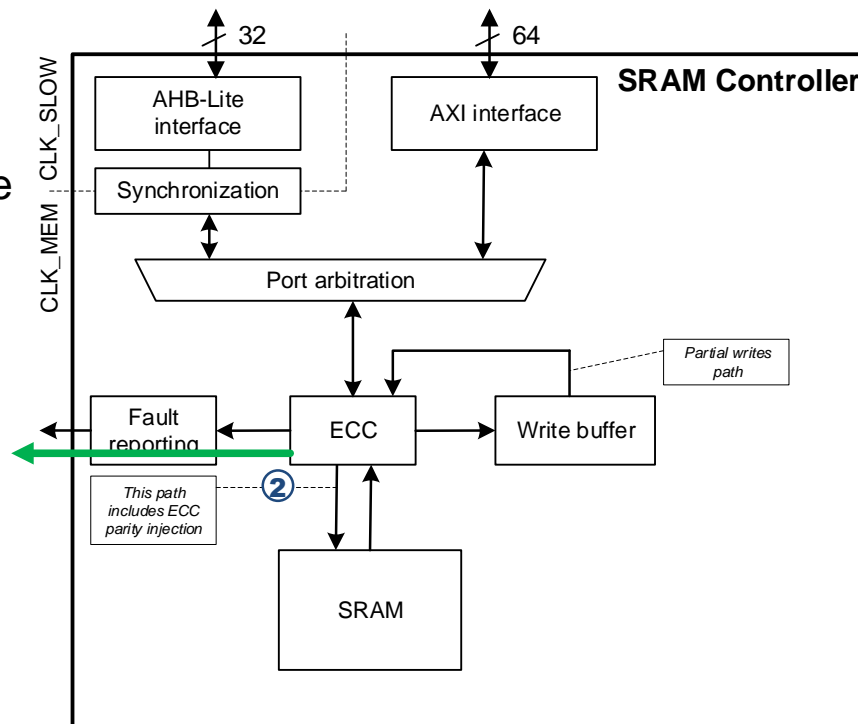 32
64
SRAM Controller
CLK_SLOW
AHB-Lite
interface
AXI interface
e
Synchronization
CLK_MEM
Port arbitration
Partial writes
path
Fault
reporting
ECC
Write buffer
2
This path
includes ECC
parity injection
SRAM